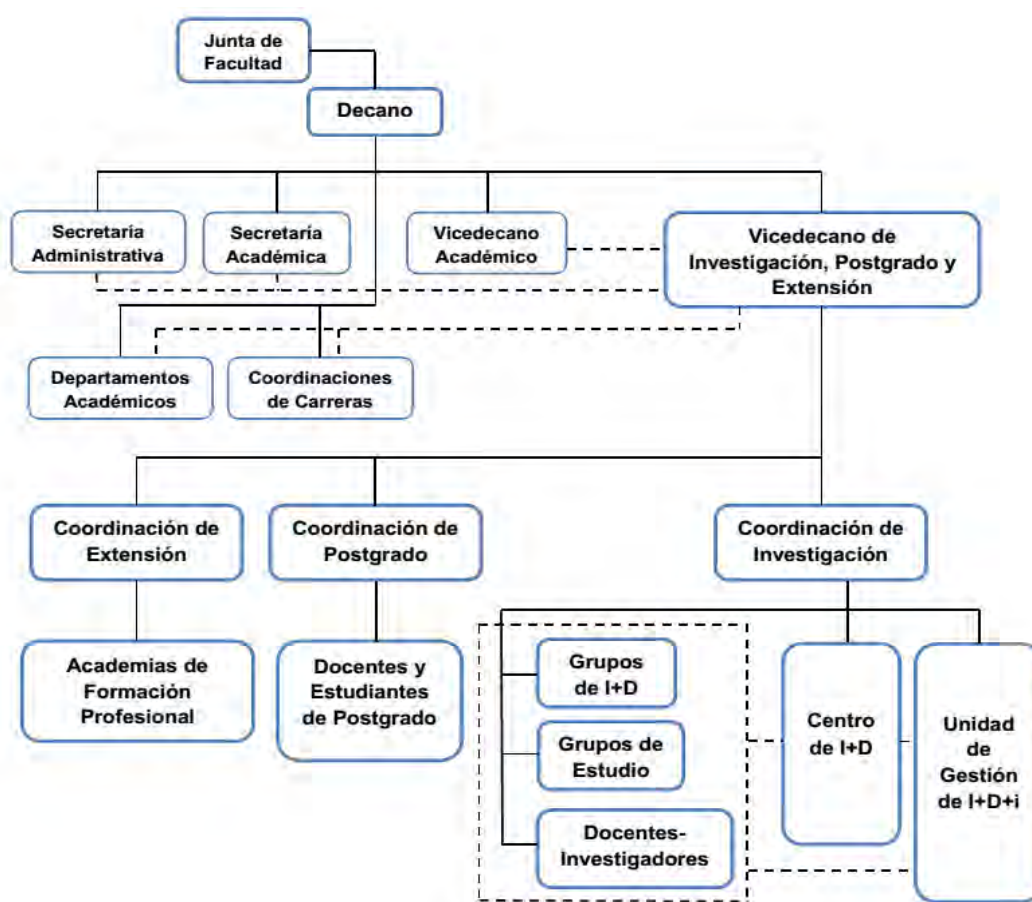 Junta de
Facultad
Decano
Secretaría
Administrativa
Secretaría
Académica
Vicedecano
Académico
Vicedecano de
Investigación, Postgrado y
Extensión
Departamentos
Académicos
Coordinaciones
de Carreras
Coordinación de
Extensión
Coordinación de
Postgrado
Coordinación de
Investigación
Academias de
Formación
Profesional
Docentes y
Estudiantes
de Postgrado
Grupos
de I+D
Grupos de
Estudio
Docentes-
Investigadores
Centro
de I+D
Unidad
de
Gestión
de I+D+i